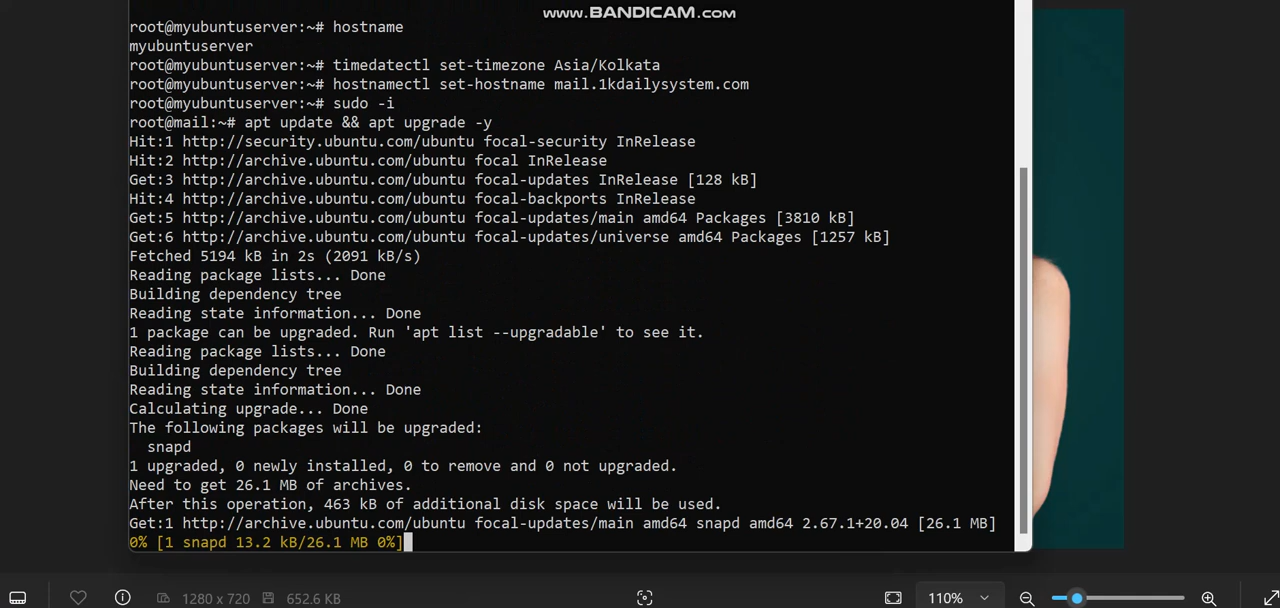 www.BANDICAM.com
root@myubuntuserver:~# hostname
myubuntuserver
root@myubuntuserver:~# timedatectl set-timezone Asia/Kolkata
root@myubuntuserver:~# hostnamectl set-hostname mail.1kdailysystem.com
root@myubuntuserver:~# sudo -i
root@mail:~# apt update && apt upgrade -y
Hit:1 http://security.ubuntu.com/ubuntu focal-security InRelease
Hit:2 http://archive.ubuntu.com/ubuntu focal InRelease
Get:3 http://archive.ubuntu.com/ubuntu focal-updates InRelease [128 kB]
Hit:4 http://archive.ubuntu.com/ubuntu focal-backports InRelease
Get:5 http://archive.ubuntu.com/ubuntu focal-updates/main amd64 Packages [3810 kB]
Get:6 http://archive.ubuntu.com/ubuntu focal-updates/universe amd64 Packages [1257 kB]
Fetched 5194 kB in 2s (2091 kB/s)
Reading package lists... Done
Building dependency tree
Reading state information... Done
1 package can be upgraded. Run 'apt list --upgradable' to see it.
Reading package lists... Done
Building dependency tree
Reading state information... Done
Calculating upgrade... Done
The following packages will be upgraded:
  snapd
1 upgraded, 0 newly installed, 0 to remove and 0 not upgraded.
Need to get 26.1 MB of archives.
After this operation, 463 kB of additional disk space will be used.
Get:1 http://archive.ubuntu.com/ubuntu focal-updates/main amd64 snapd amd64 2.67.1+20.04 [26.1 MB]
0% [1 snapd 13.2 kB/26.1 MB 0%]
1280 x 720 652.6 KB 110%